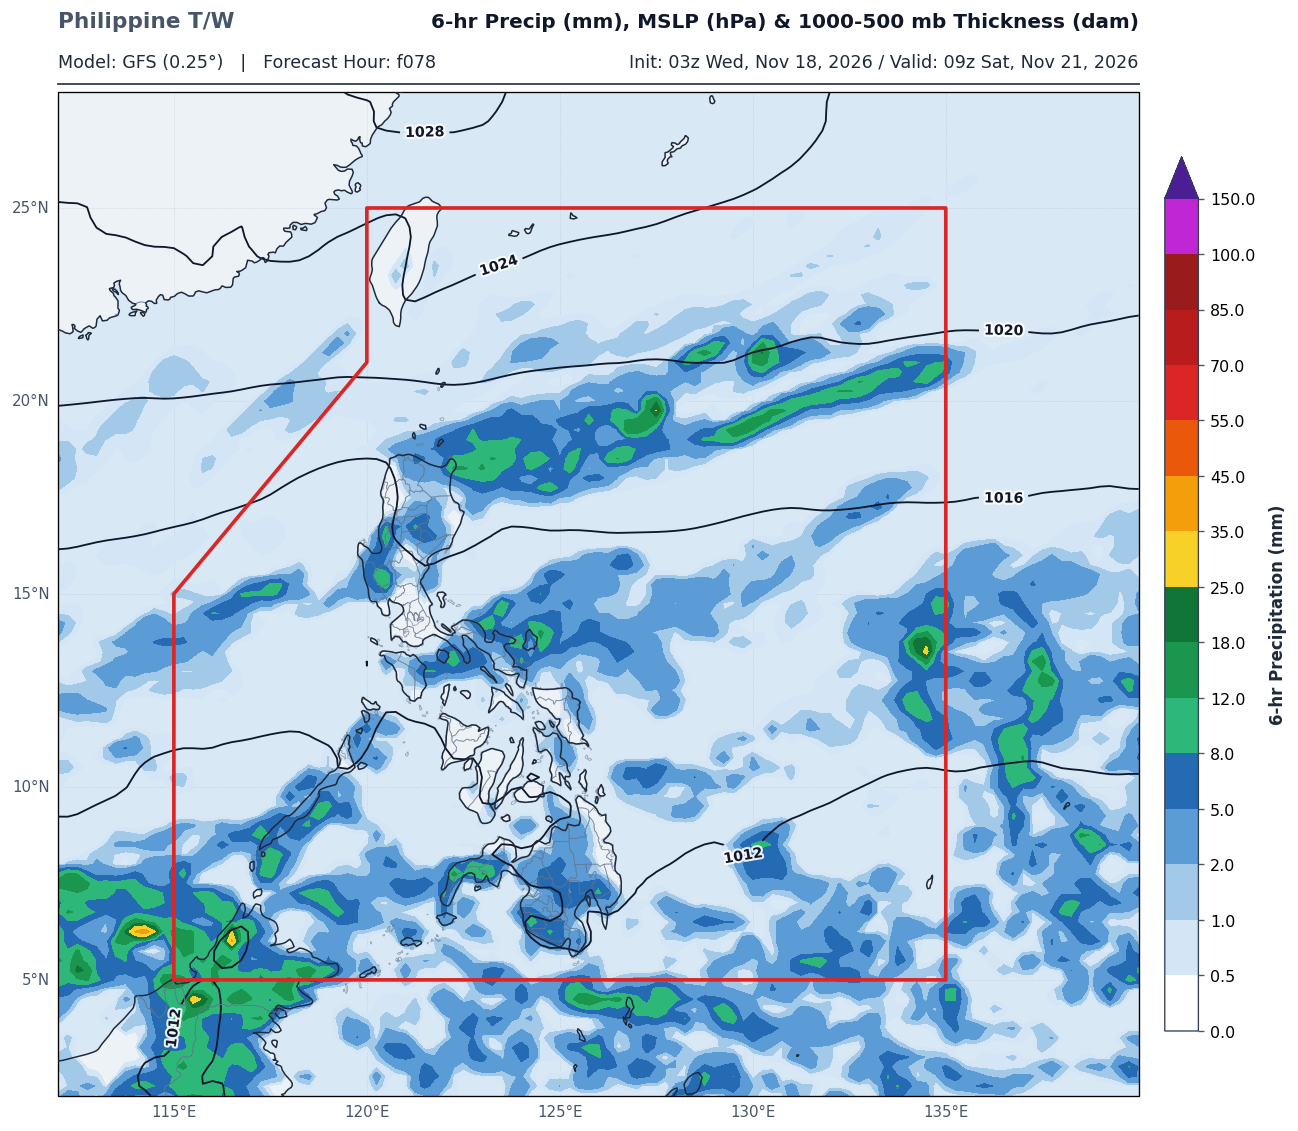 Philippine T/W
6-hr Precip (mm), MSLP (hPa) & 1000-500 mb Thickness (dam)
Model: GFS (0.25°)   |   Forecast Hour: f078
Init: 03z Wed, Nov 18, 2026 / Valid: 09z Sat, Nov 21, 2026
1028
1024
1020
1016
1012
1012
25°N
20°N
15°N
10°N
5°N
115°E
120°E
125°E
130°E
135°E
150.0
100.0
85.0
70.0
55.0
45.0
35.0
25.0
18.0
12.0
8.0
5.0
2.0
1.0
0.5
0.0
6-hr Precipitation (mm)